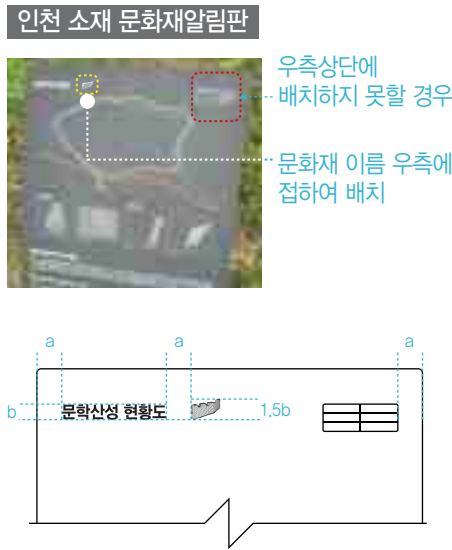 인천 소재 문화재알림판
우측상단에
배치하지 못할 경우
문화재 이름 우측에
접하여 배치
a
a
a
b
문학산성 현황도
1.5b